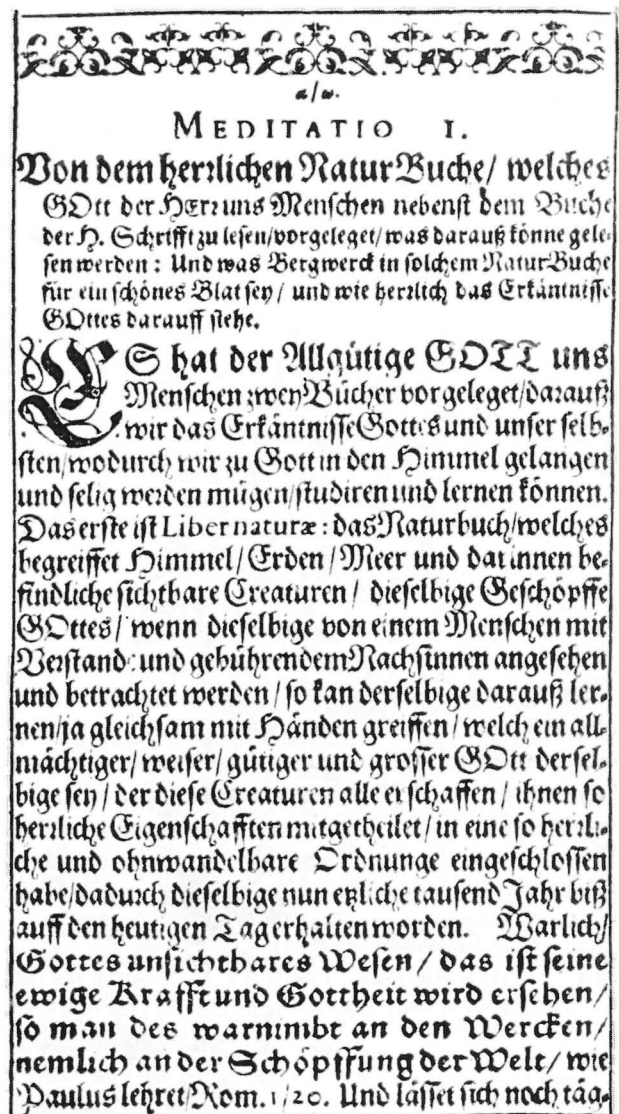 a/ω.
MEDITATIO I.
Von dem herrlichen Natur Buche/ welches
GOtt der HErr uns Menschen nebenst dem Buche
der H. Schrifft zu lesen/vorgeleget/was darauß könne gele-
sen werden: Und was Bergwerck in solchem Natur Buche
für ein schönes Blat sey/ und wie herrlich das Erkäntnisse
GOttes darauff stehe.
ES hat der Allgütige GOTT uns
Menschen zwey Bücher vorgeleget/darauß
wir das Erkäntnisse Gottes und unser selb-
sten/wodurch wir zu Gott in den Himmel gelangen
und selig werden mügen/studiren und lernen können.
Das erste ist Liber naturæ: das Naturbuch/welches
begreiffet Himmel/ Erden/ Meer und darinnen be-
findliche sichtbare Creaturen/ dieselbige Geschöpffe
GOttes/ wenn dieselbige von einem Menschen mit
Verstand: und gebührendem Nachsinnen angesehen
und betrachtet werden/ so kan derselbige darauß ler-
nen/ja gleichsam mit Händen greiffen/ welch ein all-
mächtiger/ weiser/ gütiger und grosser GOtt dersel-
bige sey/ der diese Creaturen alle erschaffen/ ihnen so
herrliche Eigenschafften mitgetheilet/ in eine so herrli-
che und ohnwandelbare Ordnunge eingeschlossen
habe/dadurch dieselbige nun etzliche tausend Jahr biß
auff den heutigen Tag erhalten worden. Warlich/
Gottes unsichtbares Wesen/ das ist seine
ewige Krafft und Gottheit wird ersehen/
so man des warnimbt an den Wercken/
nemlich an der Schöpffung der Welt/ wie
Paulus lehret/Rom. 1/20. Und lässet sich noch täg-